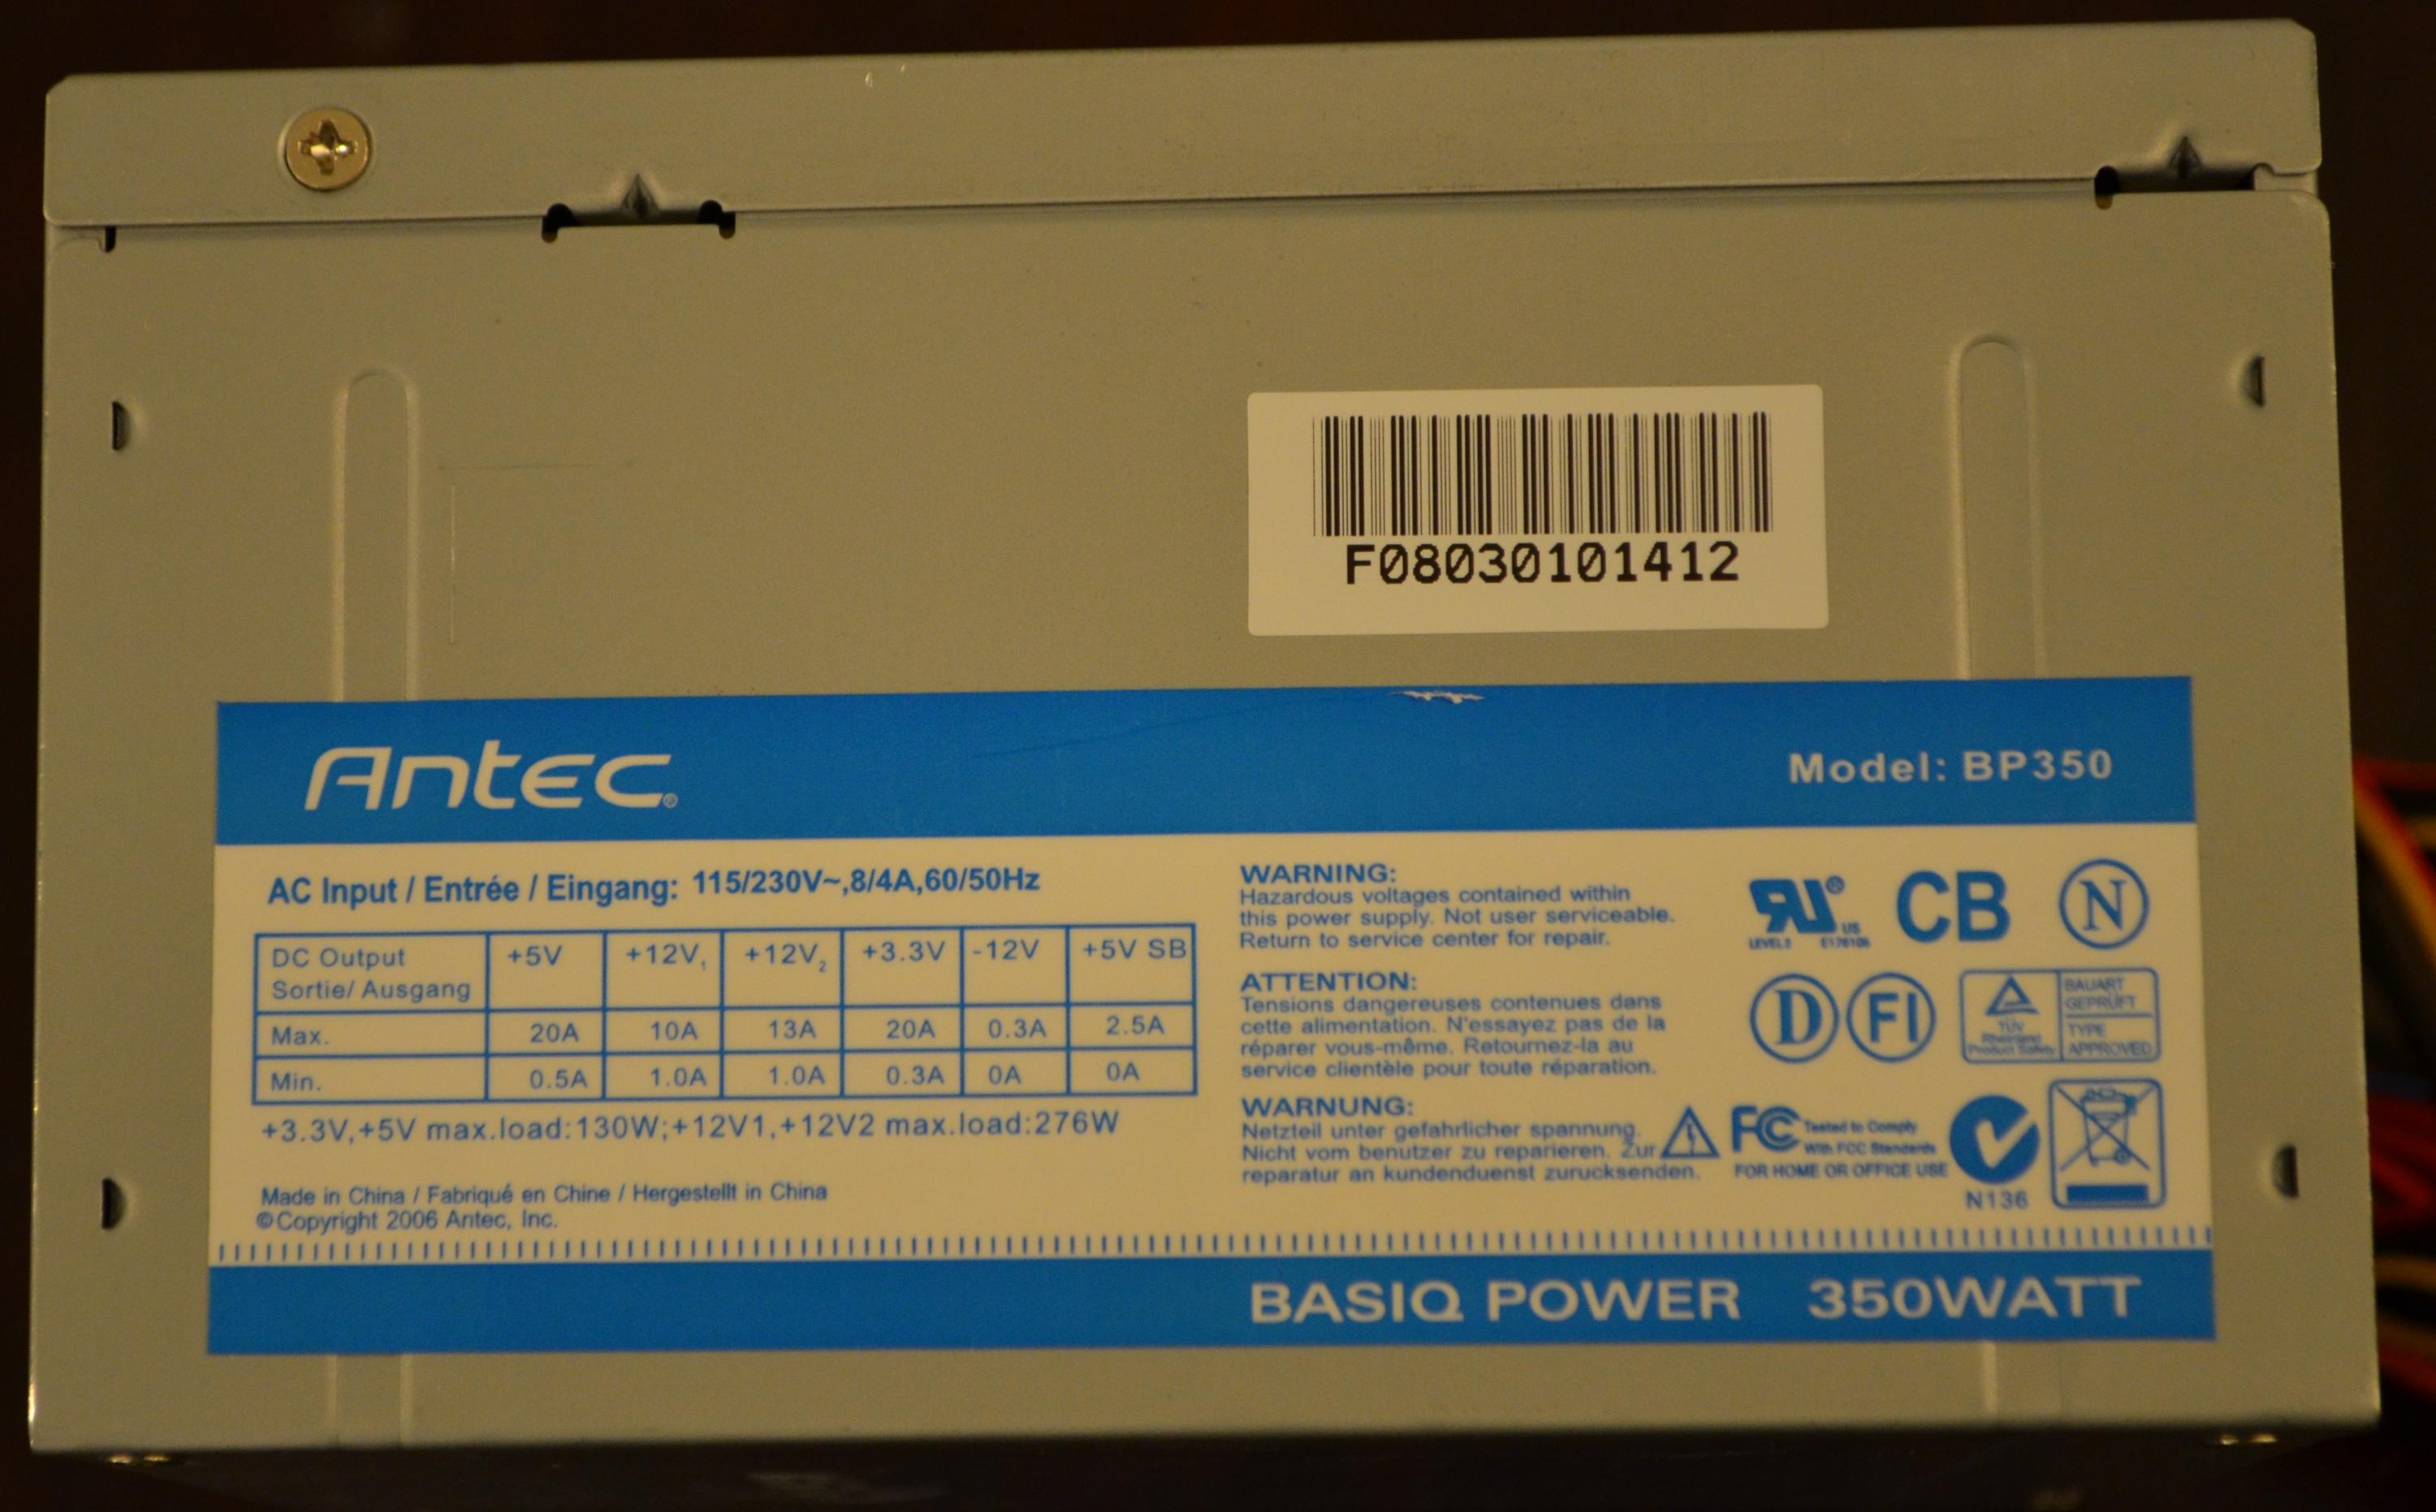 F08030101412
Antec®
Model: BP350
AC Input / Entrée / Eingang: 115/230V~,8/4A,60/50Hz
DC Output Sortie/ Ausgang +5V +12V1 +12V2 +3.3V -12V +5V SB
Max. 20A 10A 13A 20A 0.3A 2.5A
Min. 0.5A 1.0A 1.0A 0.3A 0A 0A
+3.3V,+5V max.load:130W;+12V1,+12V2 max.load:276W
Made in China / Fabriqué en Chine / Hergestellt in China
©Copyright 2006 Antec, Inc.
WARNING:
Hazardous voltages contained within
this power supply. Not user serviceable.
Return to service center for repair.
ATTENTION:
Tensions dangereuses contenues dans
cette alimentation. N'essayez pas de la
réparer vous-même. Retournez-la au
service clientèle pour toute réparation.
WARNUNG:
Netzteil unter gefahrlicher spannung.
Nicht vom benutzer zu reparieren. Zur
reparatur an kundenduenst zurucksenden.
RU® US
LEVEL3
CB
N
D
FI
TÜV
Rheinland
Product Safety
BAUART
GEPRÜFT
TYPE
APPROVED
FC Tested to Comply
With FCC Standards
FOR HOME OR OFFICE USE
N136
BASIQ POWER 350WATT